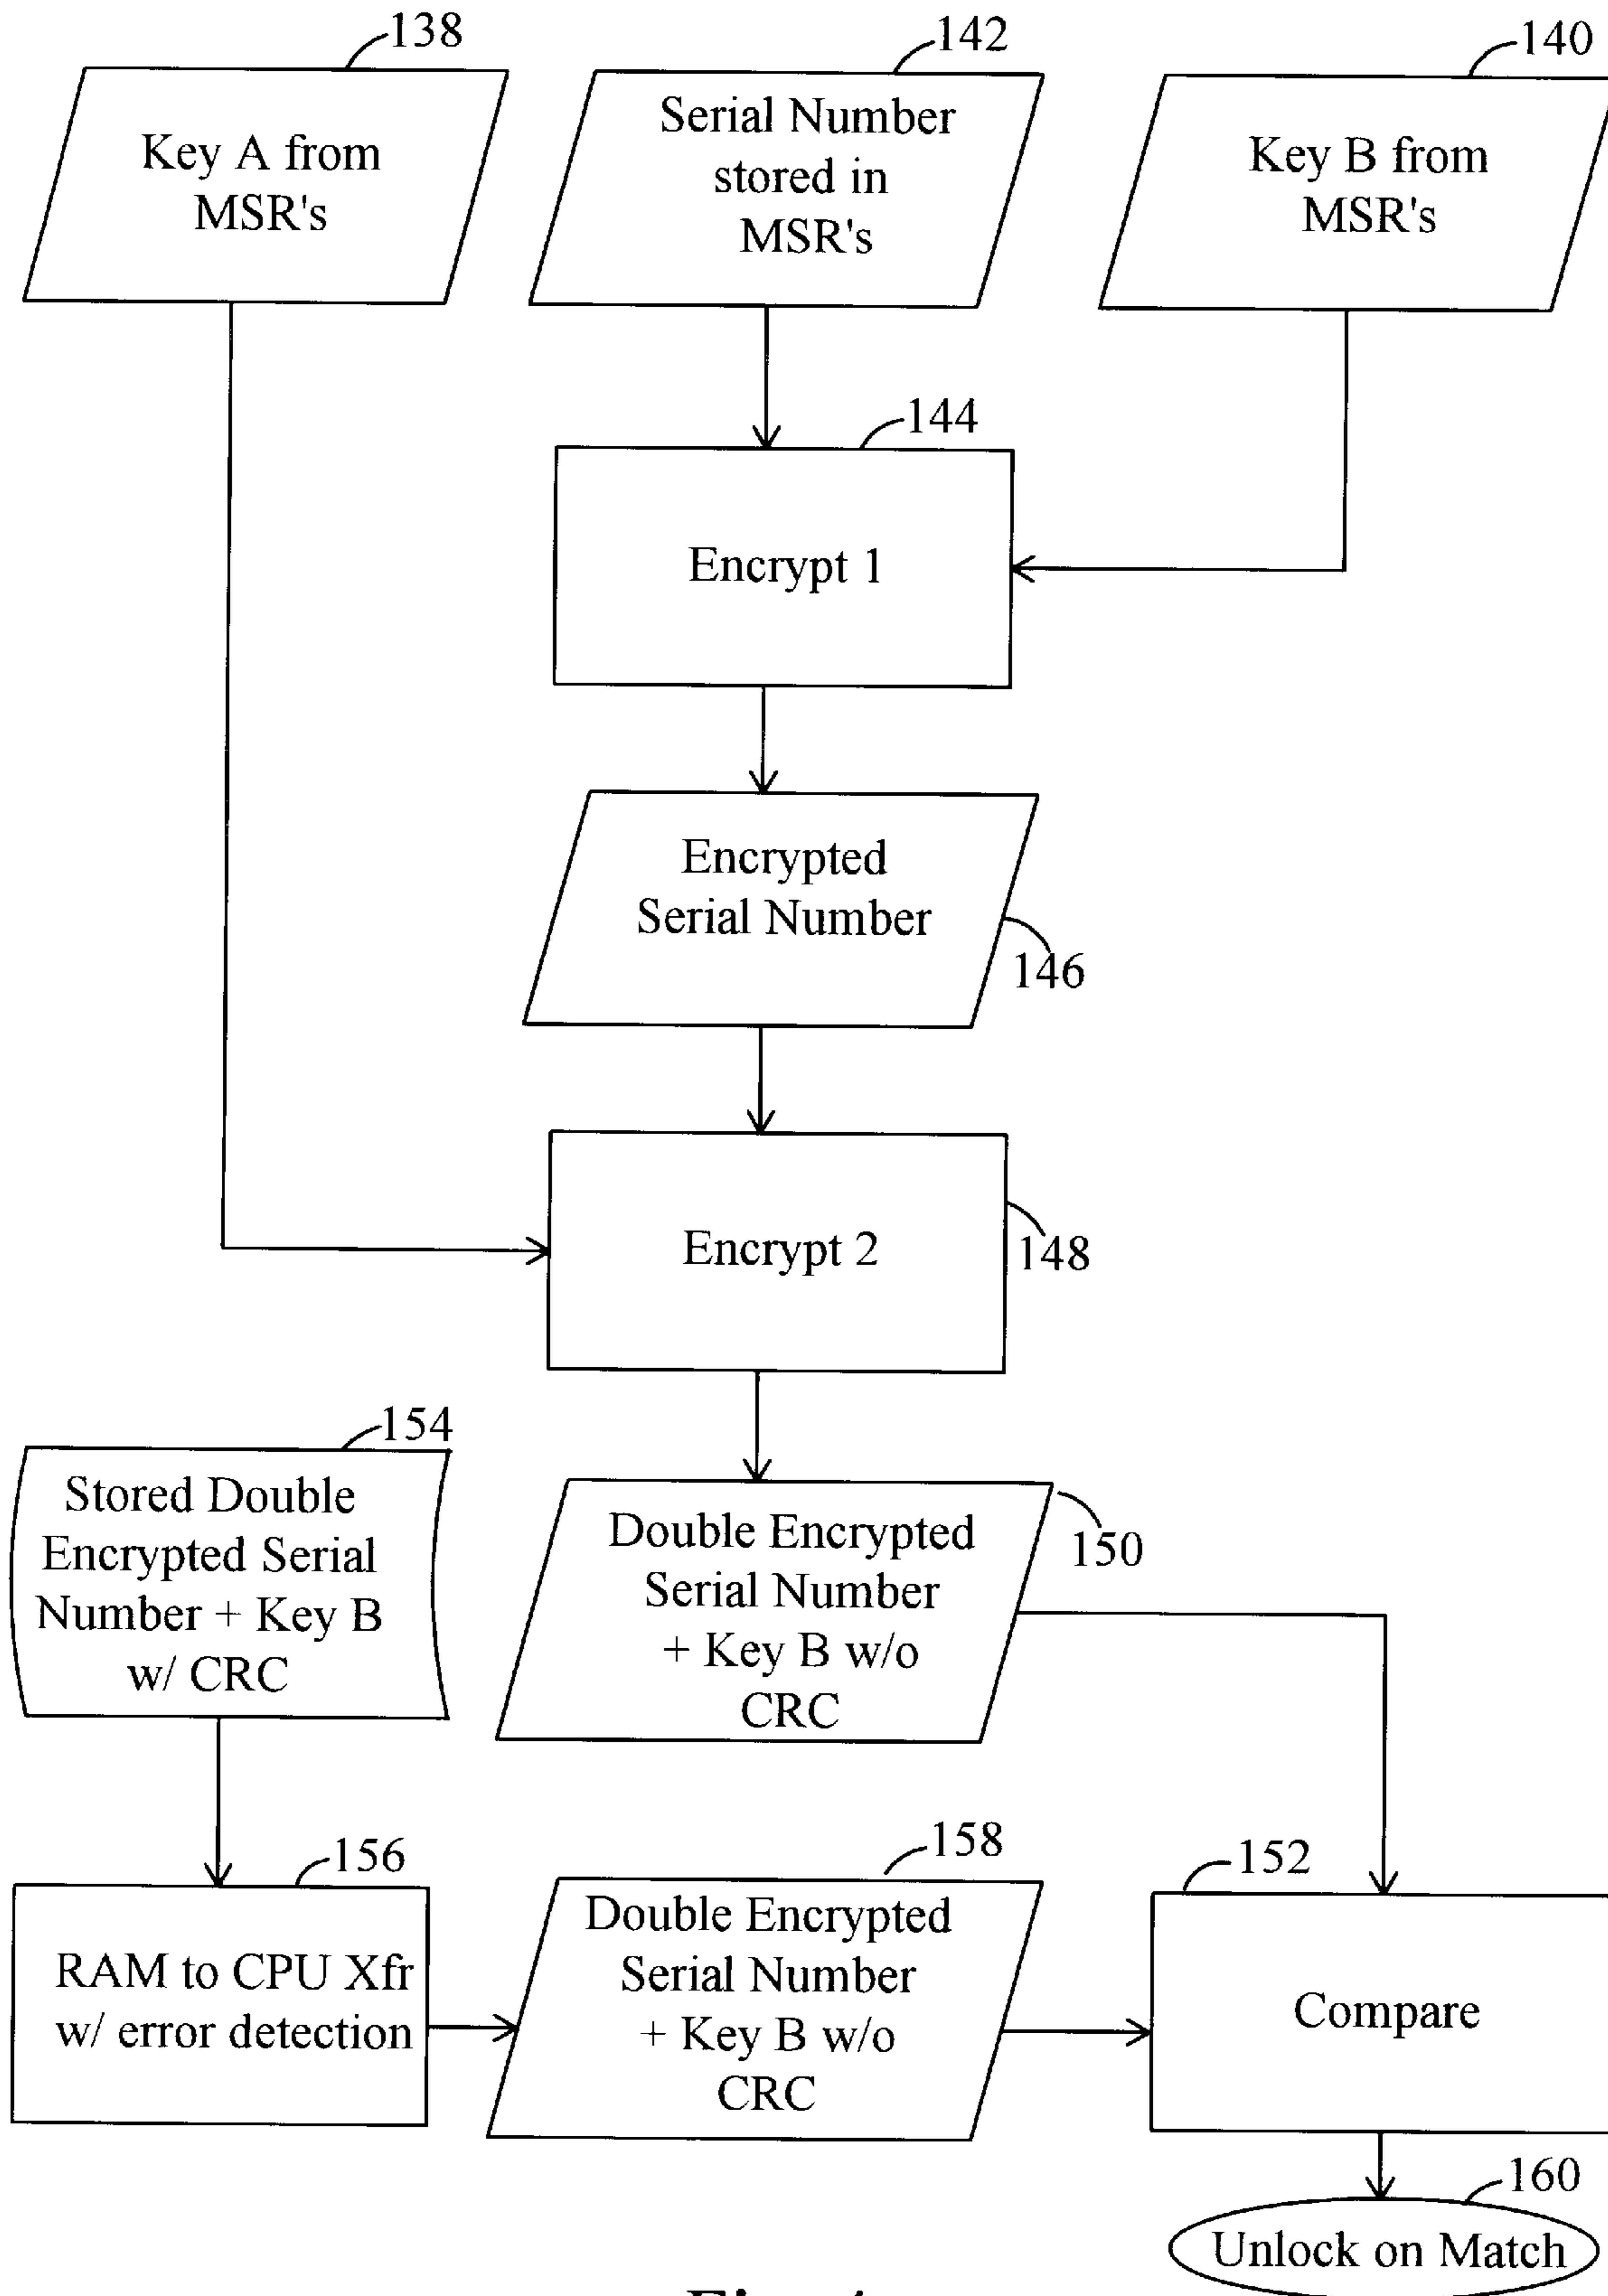 138
142
140
Key A from
MSR's
Serial Number
stored in
MSR's
Key B from
MSR's
144
Encrypt 1
Encrypted
Serial Number
146
Encrypt 2
148
154
Stored Double
Encrypted Serial
Number + Key B
w/ CRC
Double Encrypted
Serial Number
+ Key B w/o
CRC
150
156
158
152
RAM to CPU Xfr
w/ error detection
Double Encrypted
Serial Number
+ Key B w/o
CRC
Compare
160
Unlock on Match